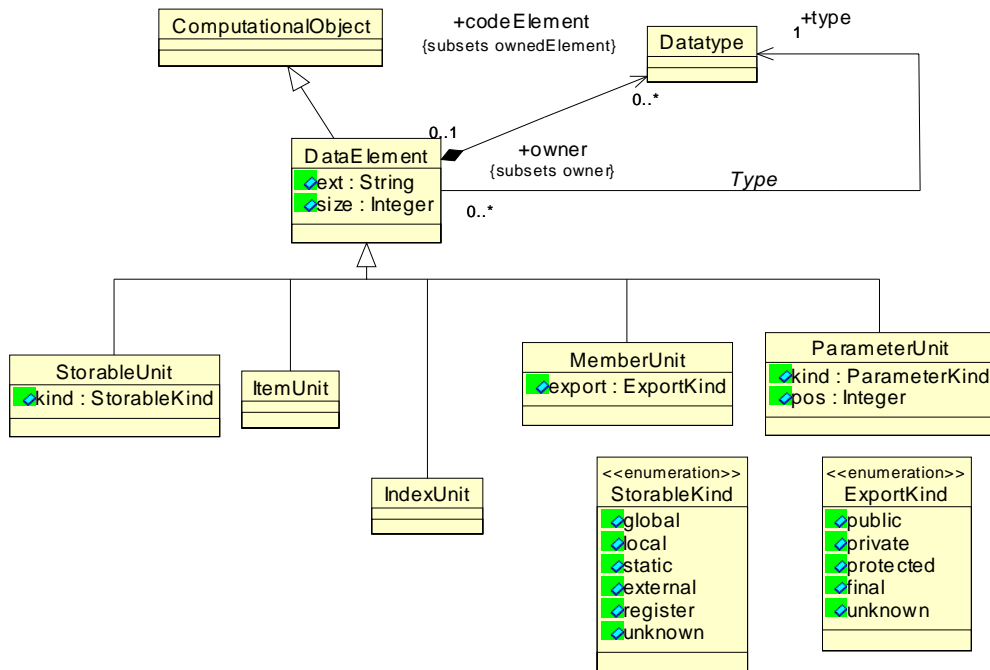 ComputationalObject
+codeElement
{subsets ownedElement}
Datatype
+type
1
0..*
0..1
DataElement
ext : String
size : Integer
+owner
{subsets owner}
Type
0..*
StorableUnit
kind : StorableKind
ItemUnit
IndexUnit
MemberUnit
export : ExportKind
ParameterUnit
kind : ParameterKind
pos : Integer
<<enumeration>>
StorableKind
global
local
static
external
register
unknown
<<enumeration>>
ExportKind
public
private
protected
final
unknown